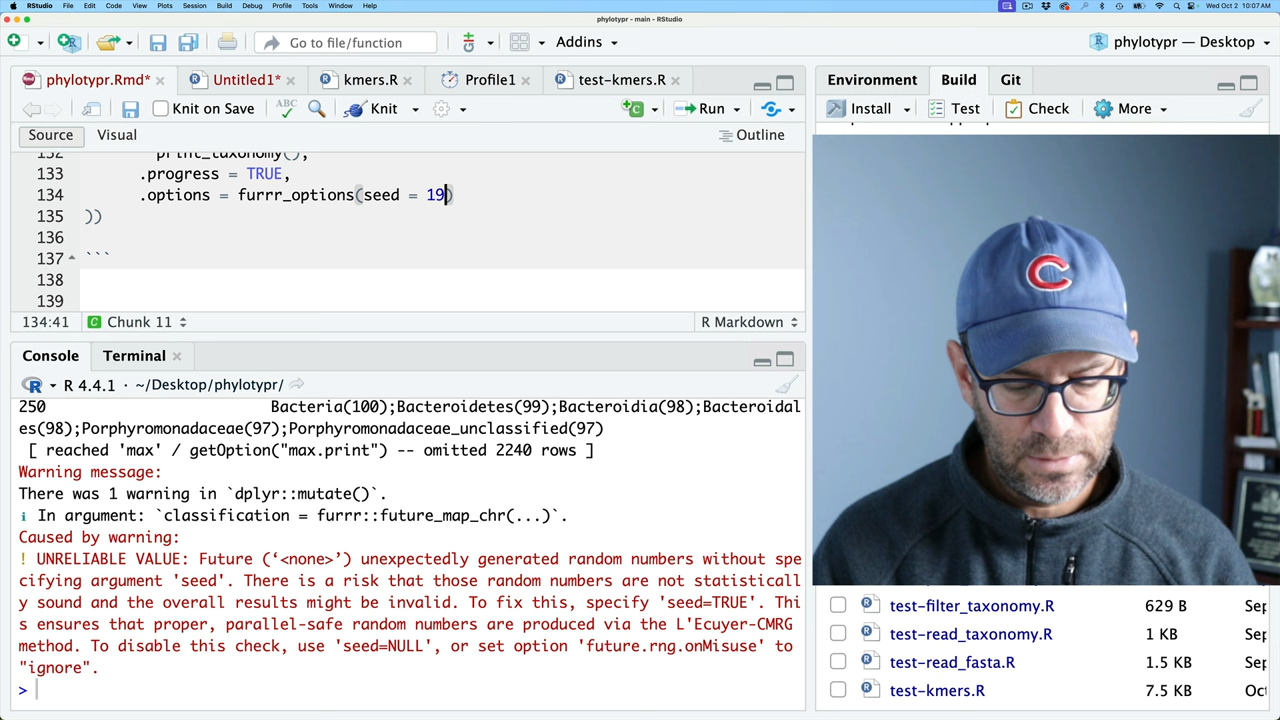 RStudio File Edit Code View Plots Session Build Debug Profile Tools Window Help Wed Oct 2 10:07 AM
phylotypr - main - RStudio
Go to file/function Addins phylotypr — Desktop
phylotypr.Rmd* Untitled1* kmers.R Profile1 test-kmers.R Environment Build Git
Knit on Save ABC Knit Run Install Test Check More
Source Visual Outline
132 print_taxonomy(),
133 .progress = TRUE,
134 .options = furrr_options(seed = 19)
135 ))
136
137 ```
138
139
134:41 Chunk 11 R Markdown
Console Terminal
R 4.4.1 · ~/Desktop/phylotypr/
250 Bacteria(100);Bacteroidetes(99);Bacteroidia(98);Bacteroidal
es(98);Porphyromonadaceae(97);Porphyromonadaceae_unclassified(97)
[ reached 'max' / getOption("max.print") -- omitted 2240 rows ]
Warning message:
There was 1 warning in `dplyr::mutate()`.
ℹ In argument: `classification = furrr::future_map_chr(...)`.
Caused by warning:
! UNRELIABLE VALUE: Future (‘<none>’) unexpectedly generated random numbers without spe
cifying argument 'seed'. There is a risk that those random numbers are not statisticall
y sound and the overall results might be invalid. To fix this, specify 'seed=TRUE'. Thi
s ensures that proper, parallel-safe random numbers are produced via the L'Ecuyer-CMRG
method. To disable this check, use 'seed=NULL', or set option 'future.rng.onMisuse' to
"ignore".
>
C
test-filter_taxonomy.R 629 B Sep
test-read_taxonomy.R 1 KB Sep
test-read_fasta.R 1.5 KB Sep
test-kmers.R 7.5 KB Oct